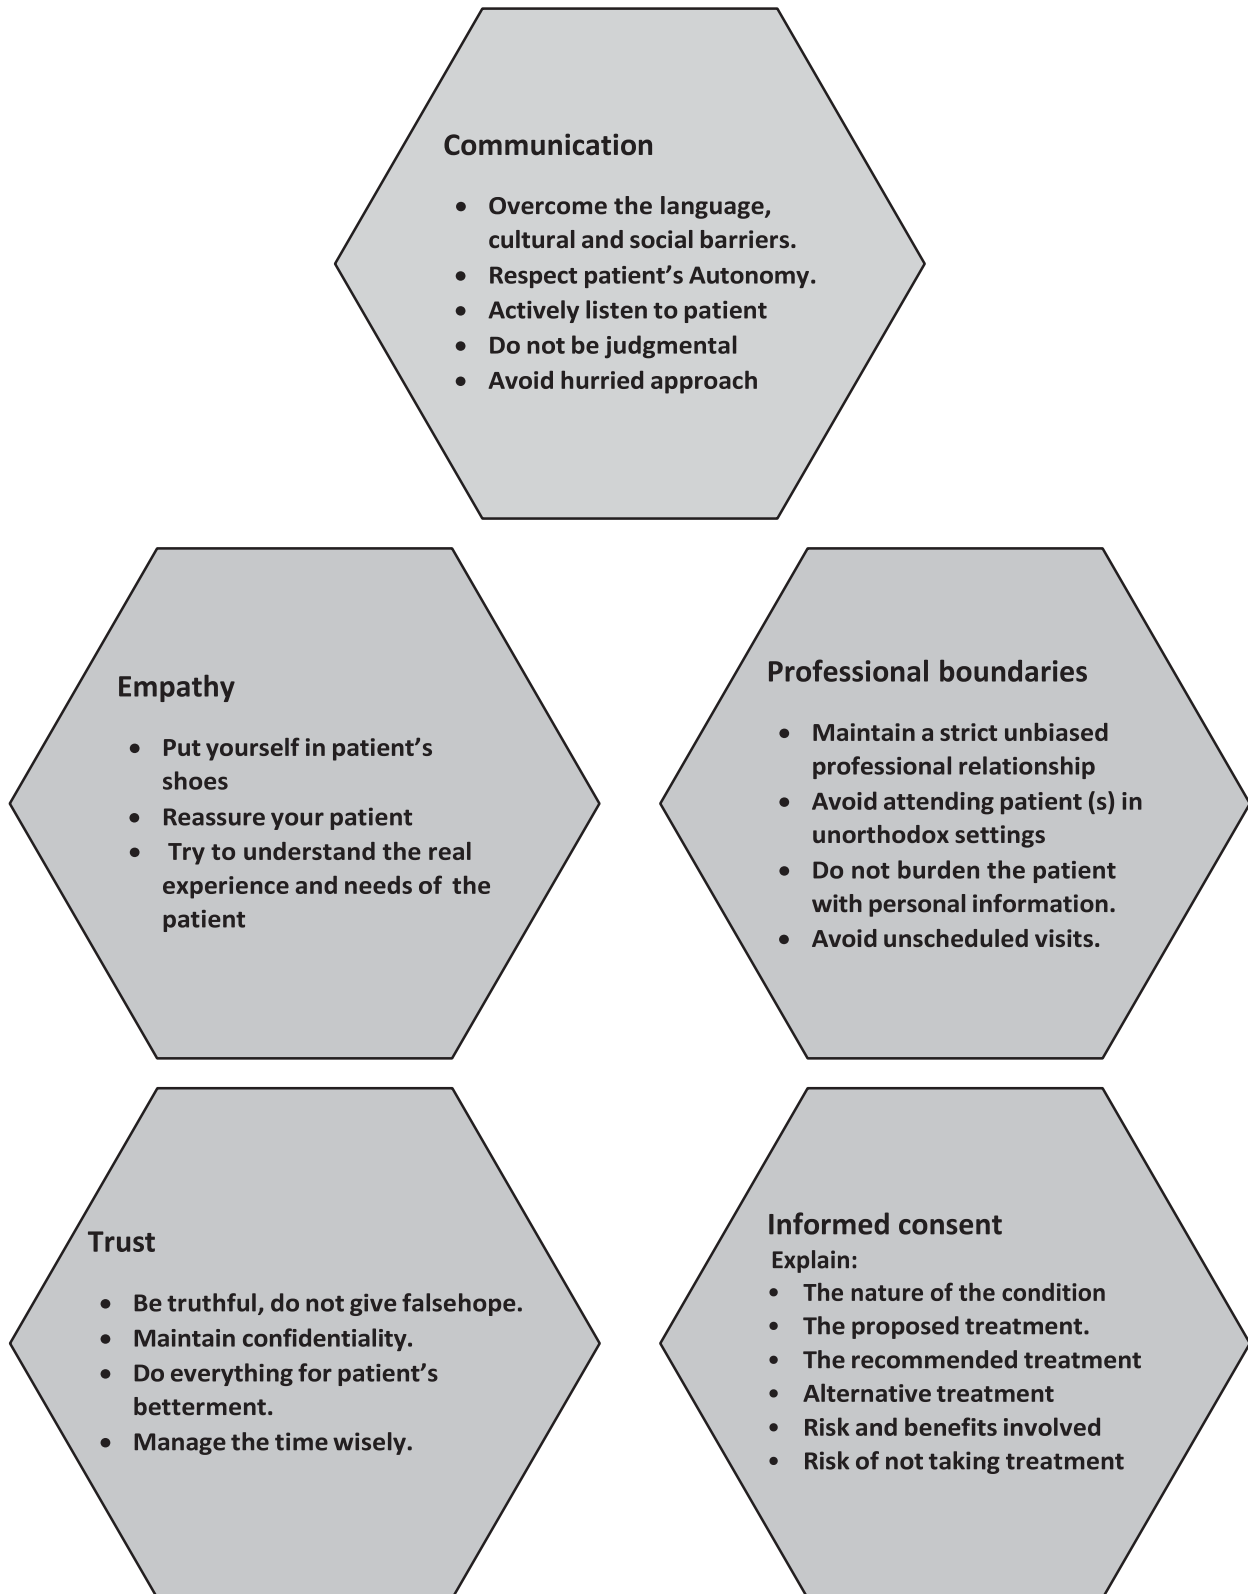 Communication
• Overcome the language,
cultural and social barriers.
• Respect patient’s Autonomy.
• Actively listen to patient
• Do not be judgmental
• Avoid hurried approach
Empathy
• Put yourself in patient’s
shoes
• Reassure your patient
• Try to understand the real
experience and needs of the
patient
Professional boundaries
• Maintain a strict unbiased
professional relationship
• Avoid attending patient (s) in
unorthodox settings
• Do not burden the patient
with personal information.
• Avoid unscheduled visits.
Trust
• Be truthful, do not give falsehope.
• Maintain confidentiality.
• Do everything for patient’s
betterment.
• Manage the time wisely.
Informed consent
Explain:
• The nature of the condition
• The proposed treatment.
• The recommended treatment
• Alternative treatment
• Risk and benefits involved
• Risk of not taking treatment